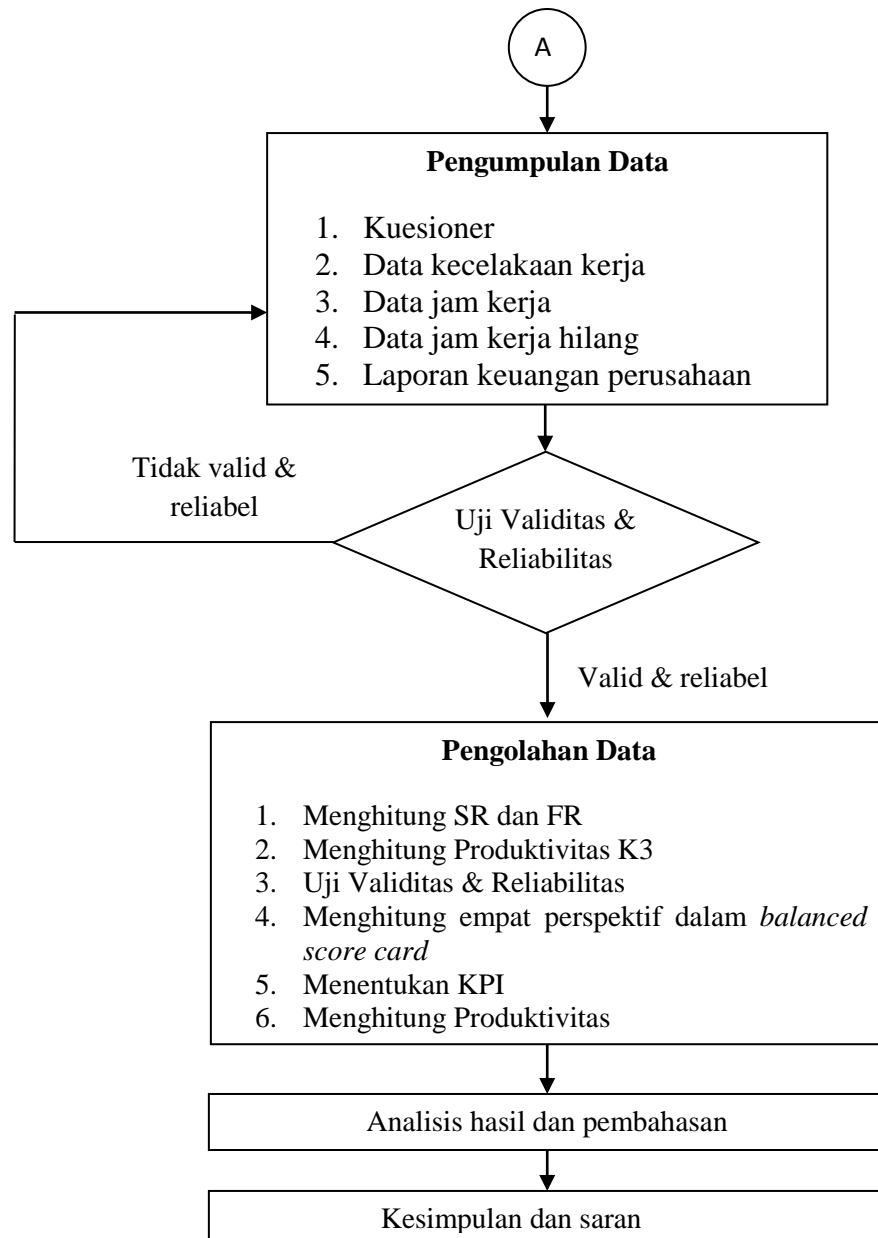 A
Pengumpulan Data
1. Kuesioner
2. Data kecelakaan kerja
3. Data jam kerja
4. Data jam kerja hilang
5. Laporan keuangan perusahaan
Tidak valid &
reliabel
Uji Validitas &
Reliabilitas
Valid & reliabel
Pengolahan Data
1. Menghitung SR dan FR
2. Menghitung Produktivitas K3
3. Uji Validitas & Reliabilitas
4. Menghitung empat perspektif dalam balanced
score card
5. Menentukan KPI
6. Menghitung Produktivitas
Analisis hasil dan pembahasan
Kesimpulan dan saran